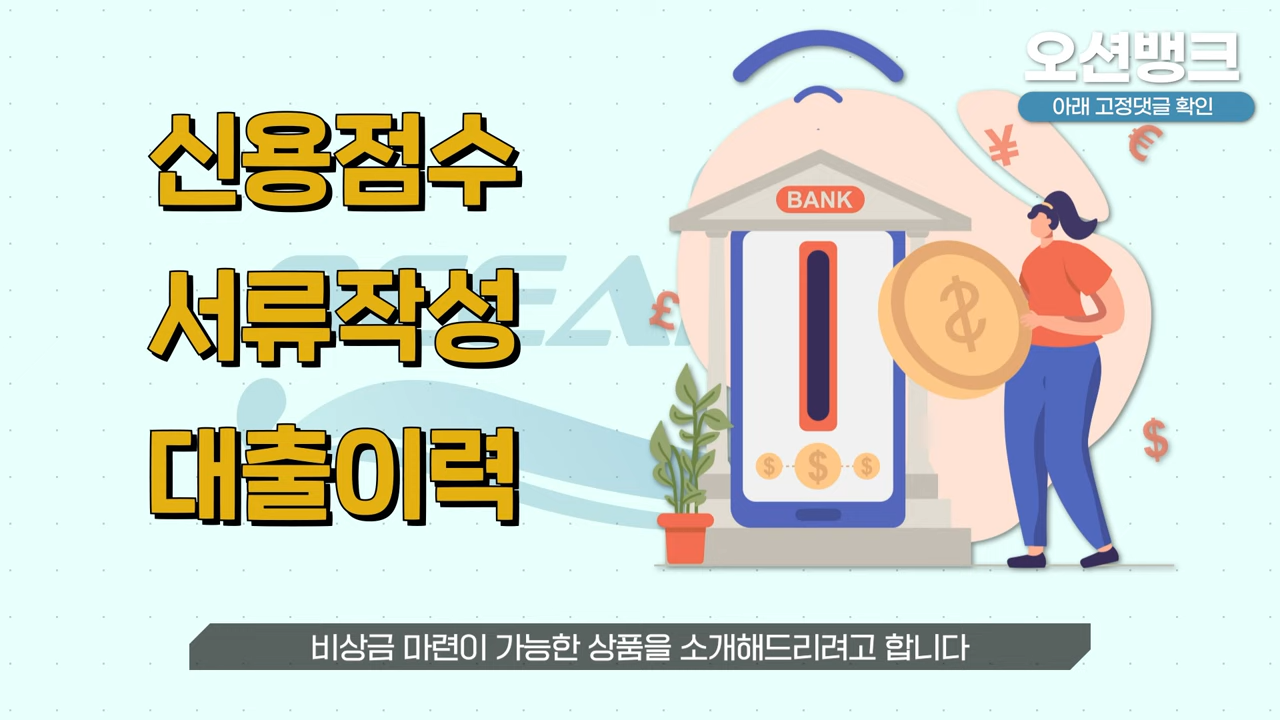 오션뱅크
아래 고정댓글 확인
신용점수
서류작성
대출이력
BANK
비상금 마련이 가능한 상품을 소개해드리려고 합니다